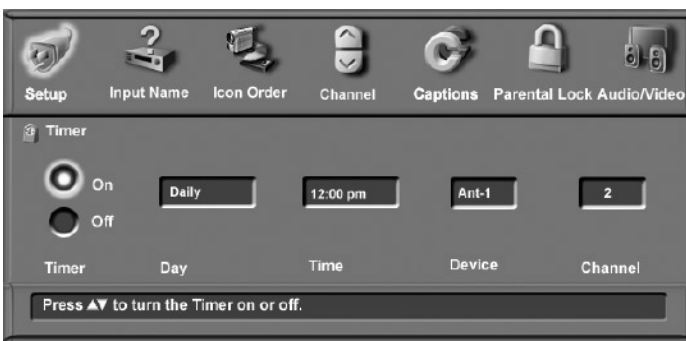 Setup Input Name Icon Order Channel Captions Parental Lock Audio/Video
Timer
On
Off
Daily 12:00 pm Ant-1 2
Timer Day Time Device Channel
Press ▲▼ to turn the Timer on or off.